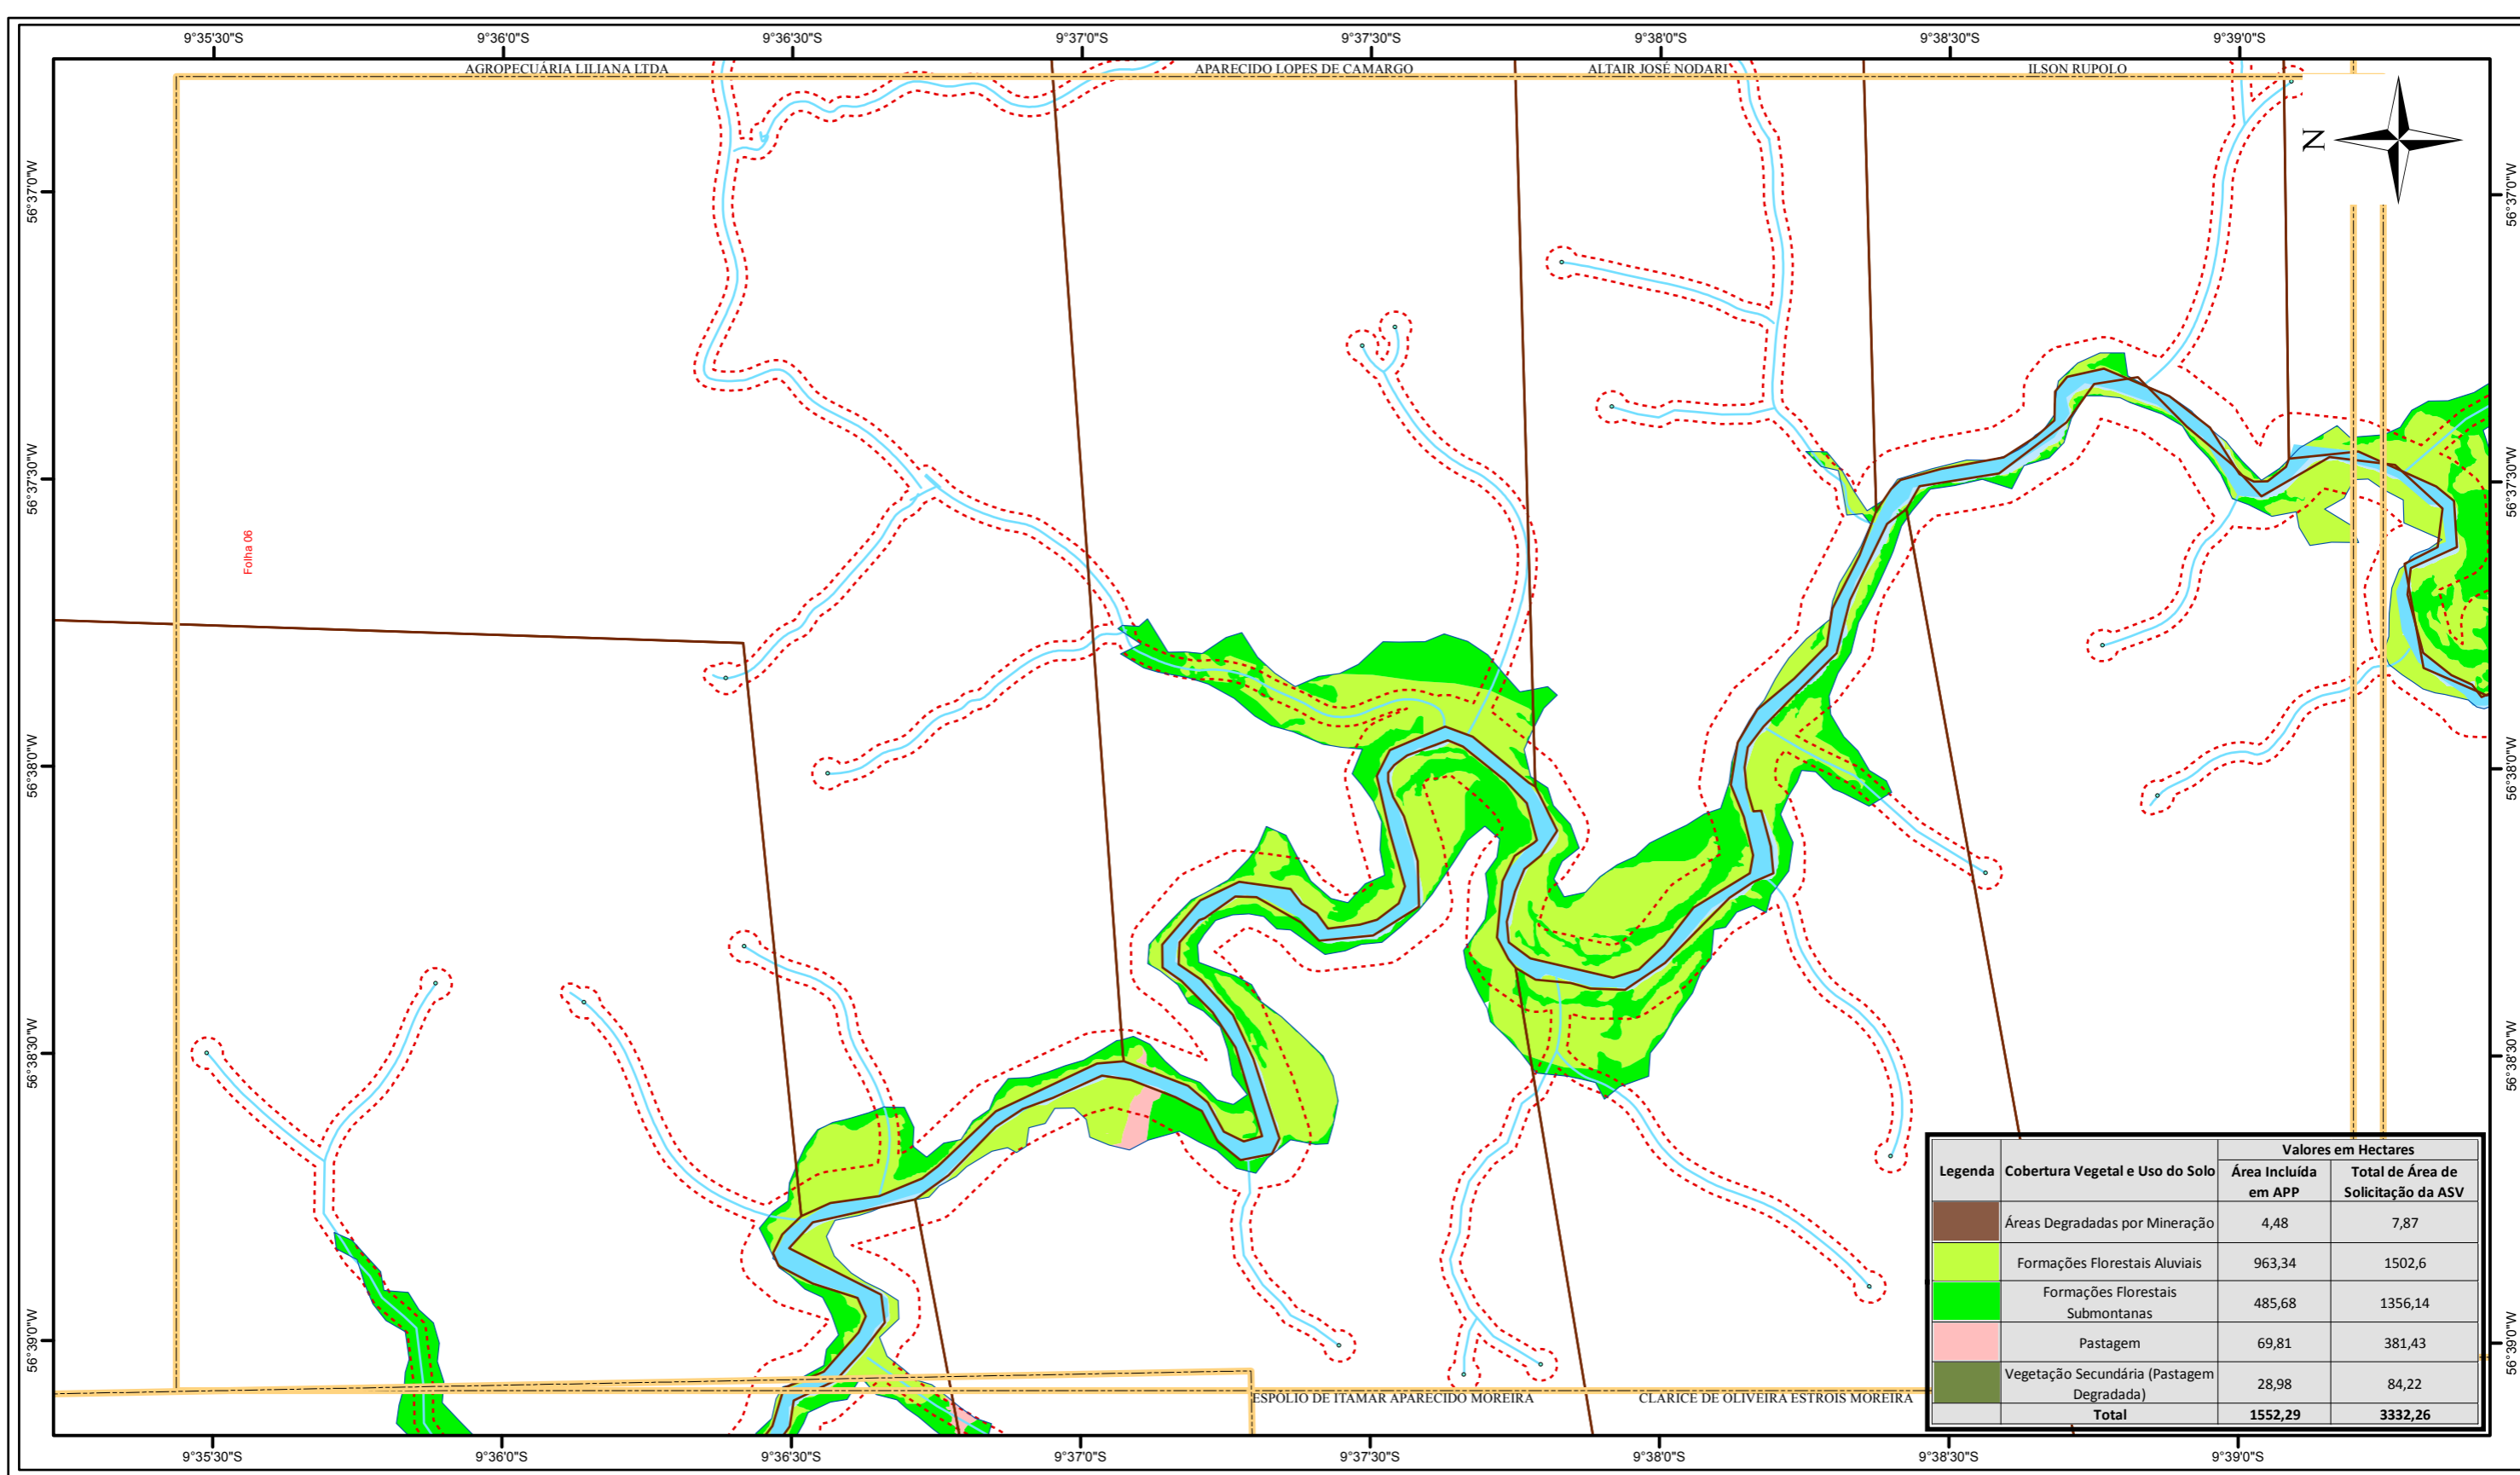 9°35'30"S 9°36'0"S 9°36'30"S 9°37'0"S 9°37'30"S 9°38'0"S 9°38'30"S 9°39'0"S
AGROPECUÁRIA LILIANA LTDA APARECIDO LOPES DE CAMARGO ALTAIR JOSÉ NODARI ILSON RUPOLO
N
56°37'0"W 56°37'0"W
56°37'30"W 56°37'30"W
Folha 06
56°38'0"W 56°38'0"W
56°38'30"W 56°38'30"W
56°39'0"W 56°39'0"W
Legenda
Cobertura Vegetal e Uso do Solo
Valores em Hectares
Área Incluída
em APP
Total de Área de
Solicitação da ASV
Áreas Degradadas por Mineração 4,48 7,87
Formações Florestais Aluviais 963,34 1502,6
Formações Florestais
Submontanas
485,68 1356,14
Pastagem 69,81 381,43
Vegetação Secundária (Pastagem
Degradada)
28,98 84,22
Total 1552,29 3332,26
ESPÓLIO DE ITAMAR APARECIDO MOREIRA CLARICE DE OLIVEIRA ESTROIS MOREIRA
9°35'30"S 9°36'0"S 9°36'30"S 9°37'0"S 9°37'30"S 9°38'0"S 9°38'30"S 9°39'0"S